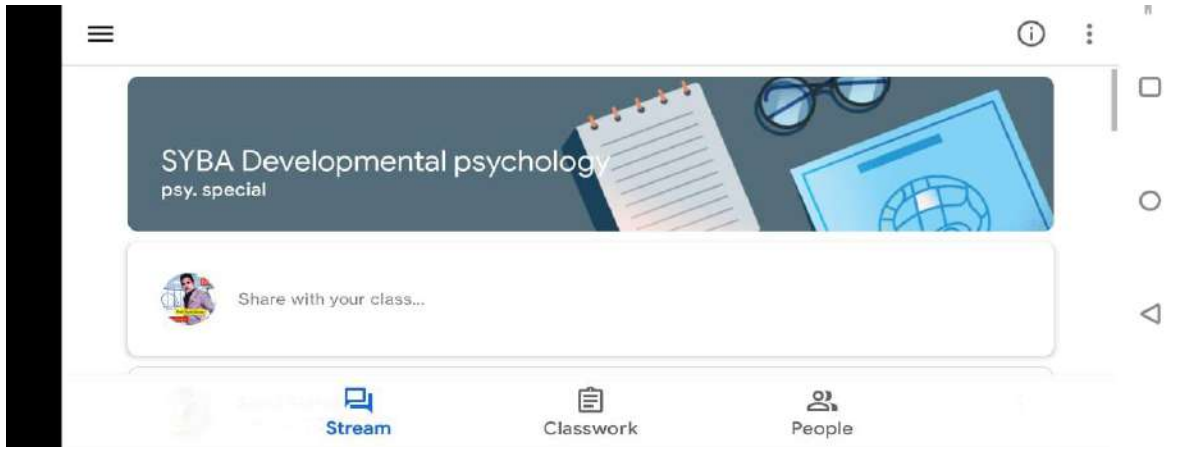 SYBA Developmental psychology
psy. special
Share with your class...
Stream
Classwork
People